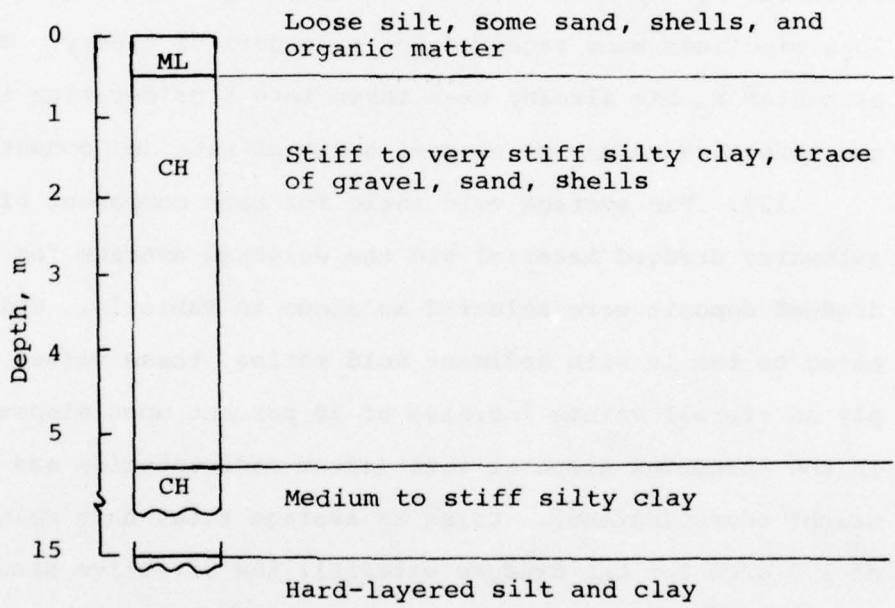 0
1
2
3
4
5
15
Depth, m
ML
CH
CH
Loose silt, some sand, shells, and
organic matter
Stiff to very stiff silty clay, trace
of gravel, sand, shells
Medium to stiff silty clay
Hard-layered silt and clay